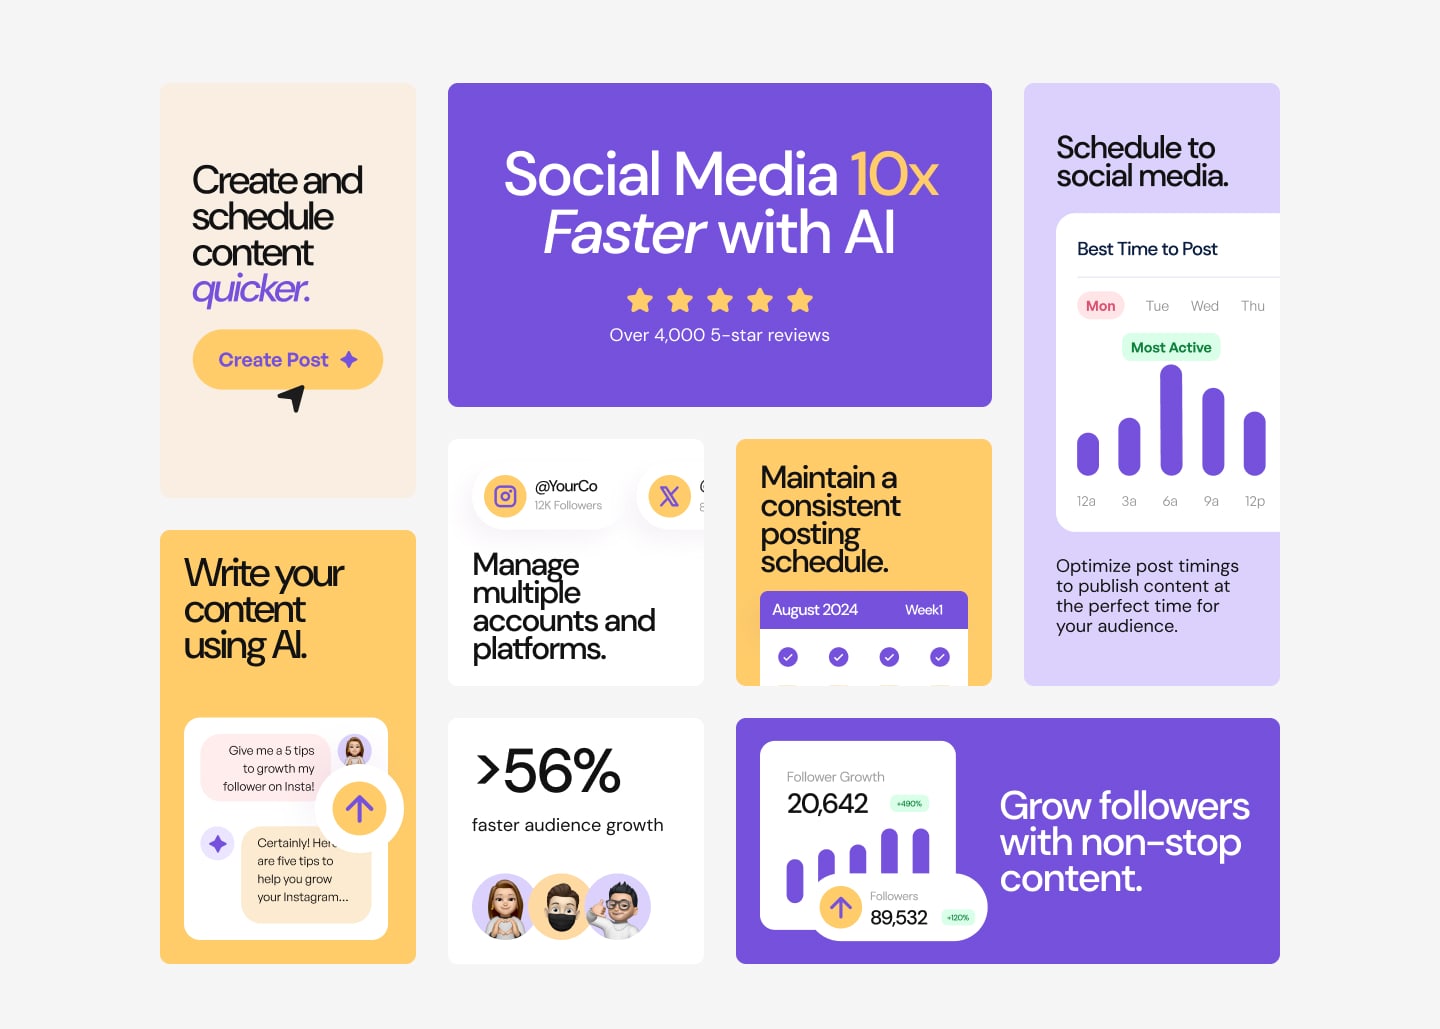 Create and
schedule
content
quicker.
Create Post
Social Media 10x
Faster with AI
Over 4,000 5-star reviews
Schedule to
social media.
Best Time to Post
Mon Tue Wed Thu
Most Active
12a 3a 6a 9a 12p
Optimize post timings
to publish content at
the perfect time for
your audience.
Write your
content
using AI.
Give me a 5 tips
to growth my
follower on Insta!
Certainly! Here
are five tips to
help you grow
your Instagram...
@YourCo
12K Followers
Manage
multiple
accounts and
platforms.
Maintain a
consistent
posting
schedule.
August 2024 Week1
>56%
faster audience growth
Follower Growth
20,642 +490%
Followers
89,532 +120%
Grow followers
with non-stop
content.